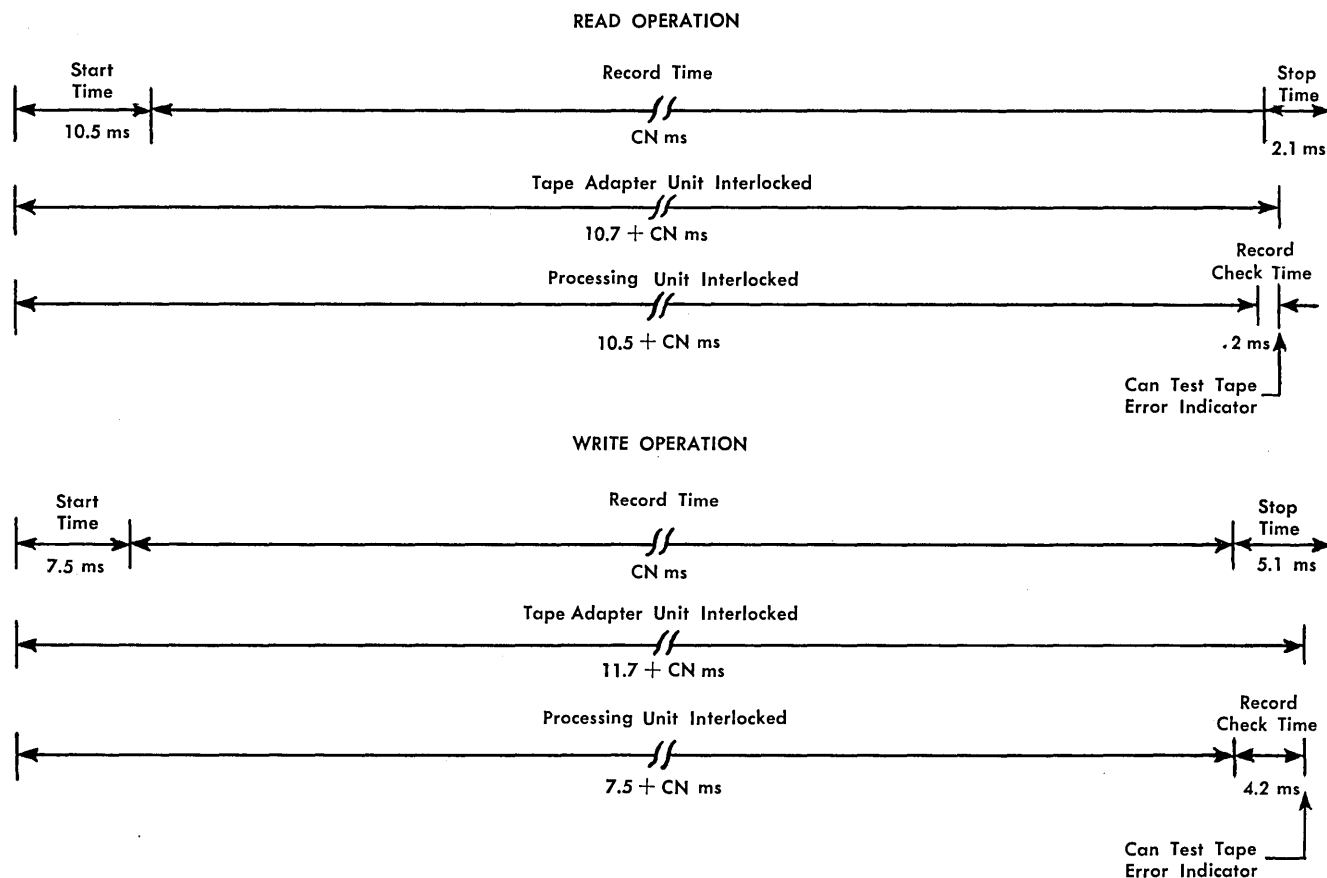 READ OPERATION
Start
Time
Record Time
Stop
Time
10.5 ms
CN ms
2.1 ms
Tape Adapter Unit Interlocked
10.7 + CN ms
Record
Check Time
Processing Unit Interlocked
10.5 + CN ms
.2 ms
Can Test Tape
Error Indicator
WRITE OPERATION
Start
Time
Record Time
Stop
Time
7.5 ms
CN ms
5.1 ms
Tape Adapter Unit Interlocked
11.7 + CN ms
Record
Check Time
Processing Unit Interlocked
7.5 + CN ms
4.2 ms
Can Test Tape
Error Indicator